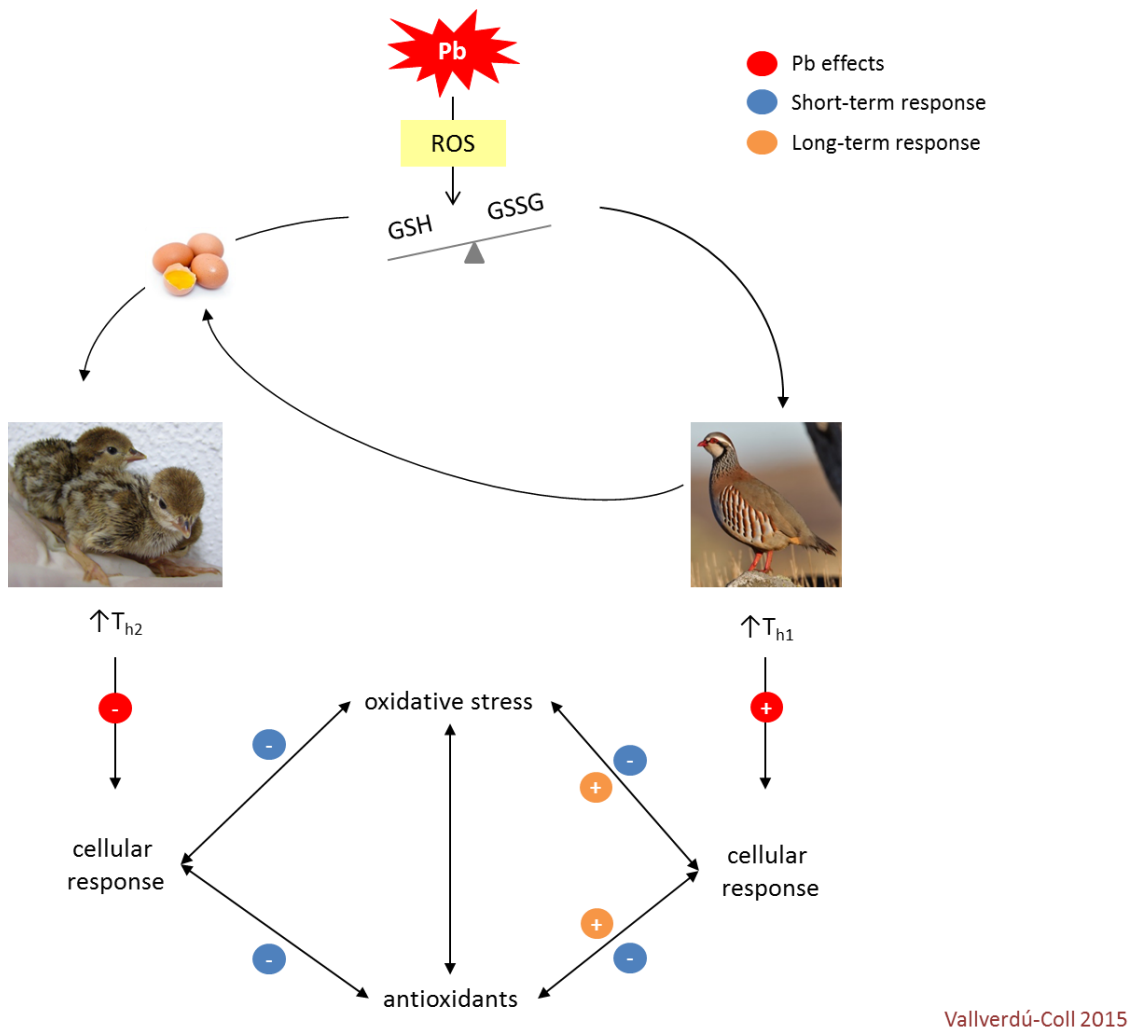 Pb
Pb effects
Short-term response
Long-term response
ROS
GSH
GSSG
↑Th2
↑Th1
-
+
oxidative stress
-
-
+
cellular
response
cellular
response
+
-
-
antioxidants
Vallverdú-Coll 2015